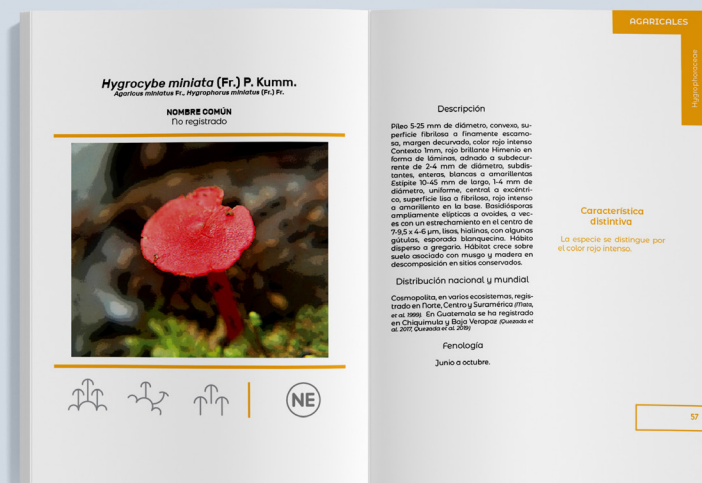 Hygrocybe miniata (Fr.) P. Kumm.
Agaricus miniatus Fr., Hygrophorus miniatus (Fr.) Fr.
NOMBRE COMÚN
No registrado
NE
AGARICALES
Hygrophoraceae
Descripción
Píleo 5-25 mm de diámetro, convexo, su-
perficie fibrilosa a finamente escamo-
sa, margen decurvado, color rojo intenso
Contexto 1mm, rojo brillante Himenio en
forma de láminas, adnado a subdecur-
rente de 2-4 mm de diámetro, subdis-
tantes, enteras, blancas a amarillentas
Estípite 10-45 mm de largo, 1-4 mm de
diámetro, uniforme, central a excéntri-
co, superficie lisa a fibrilosa, rojo intenso
a amarillento en la base. Basidiósporas
ampliamente elípticas a ovoides, a vec-
es con un estrechamiento en el centro de
7-9,5 x 4-6 µm, lisas, hialinas, con algunas
gútulas, esporada blanquecina. Hábito
disperso a gregario. Hábitat crece sobre
suelo asociado con musgo y madera en
descomposición en sitios conservados.
Distribución nacional y mundial
Cosmopolita, en varios ecosistemas, regis-
trado en Norte, Centro y Suramérica (Mata,
et al. 1999). En Guatemala se ha registrado
en Chiquimula y Baja Verapaz (Quezada et
al. 2017, Quezada et al. 2019)
Fenología
Junio a octubre.
Característica
distintiva
La especie se distingue por
el color rojo intenso.
57